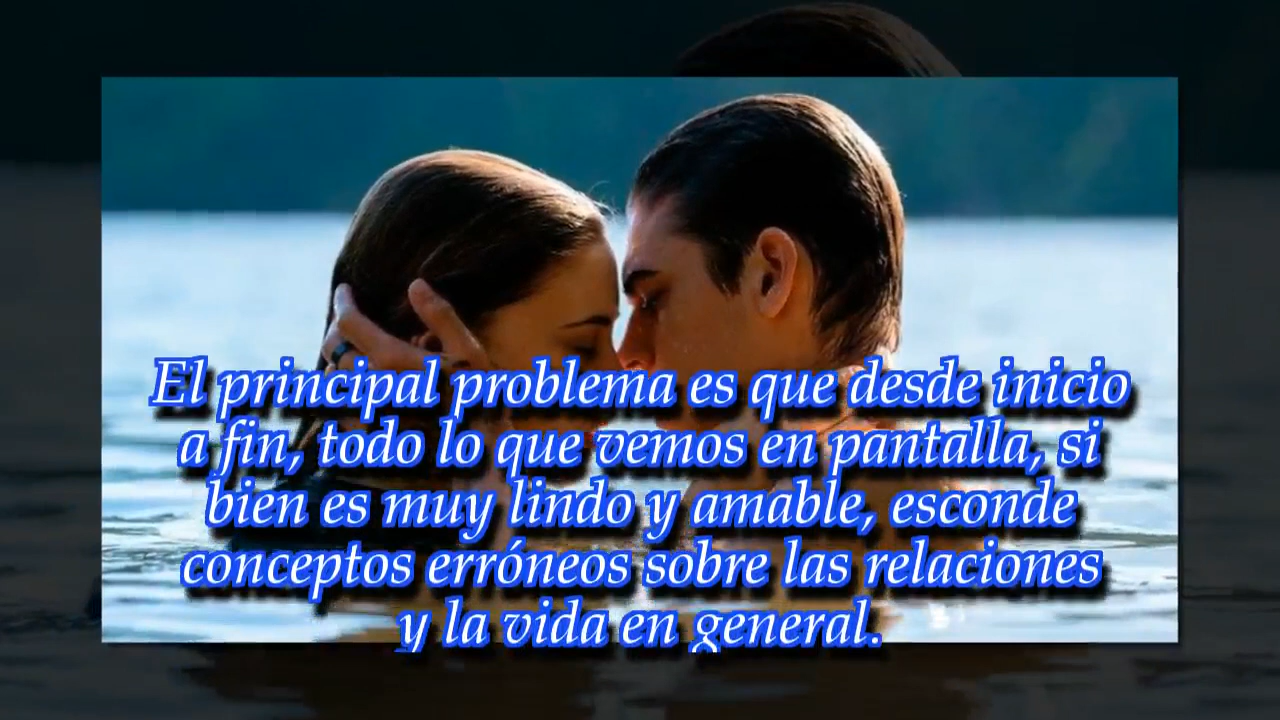 El principal problema es que desde inicio
a fin, todo lo que vemos en pantalla, si
bien es muy lindo y amable, esconde
conceptos erróneos sobre las relaciones
y la vida en general.